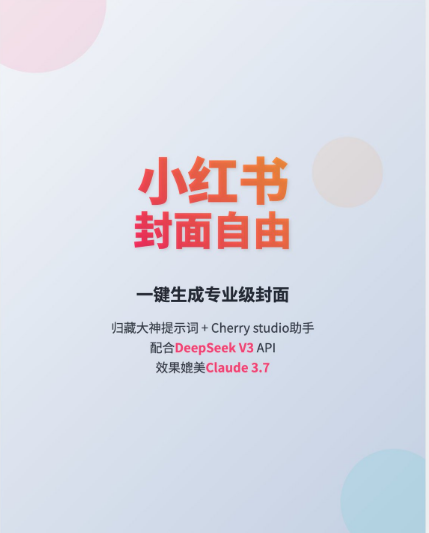 小红书
封面自由
一键生成专业级封面
归藏大神提示词 + Cherry studio助手
配合DeepSeek V3 API
效果媲美Claude 3.7